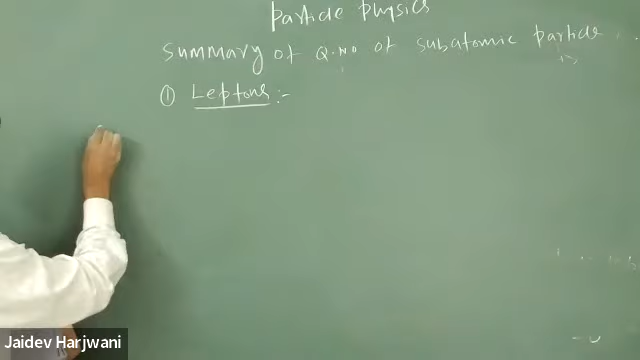 Particle Physics
Summary of Q.No of subatomic particle
① Leptons :-
Jaidev Harjwani